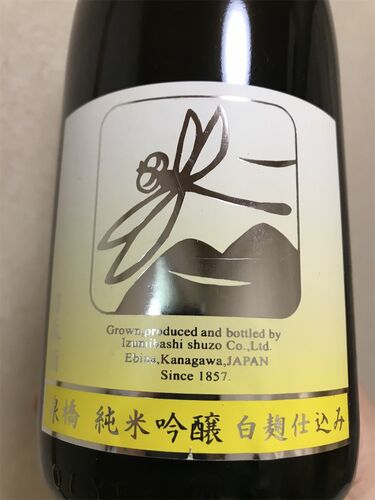 Grown,produced and bottled by
Izumibashi shuzo Co.,Ltd.
Ebina,Kanagawa,JAPAN
Since 1857.
泉橋 純米吟醸 白麹仕込み